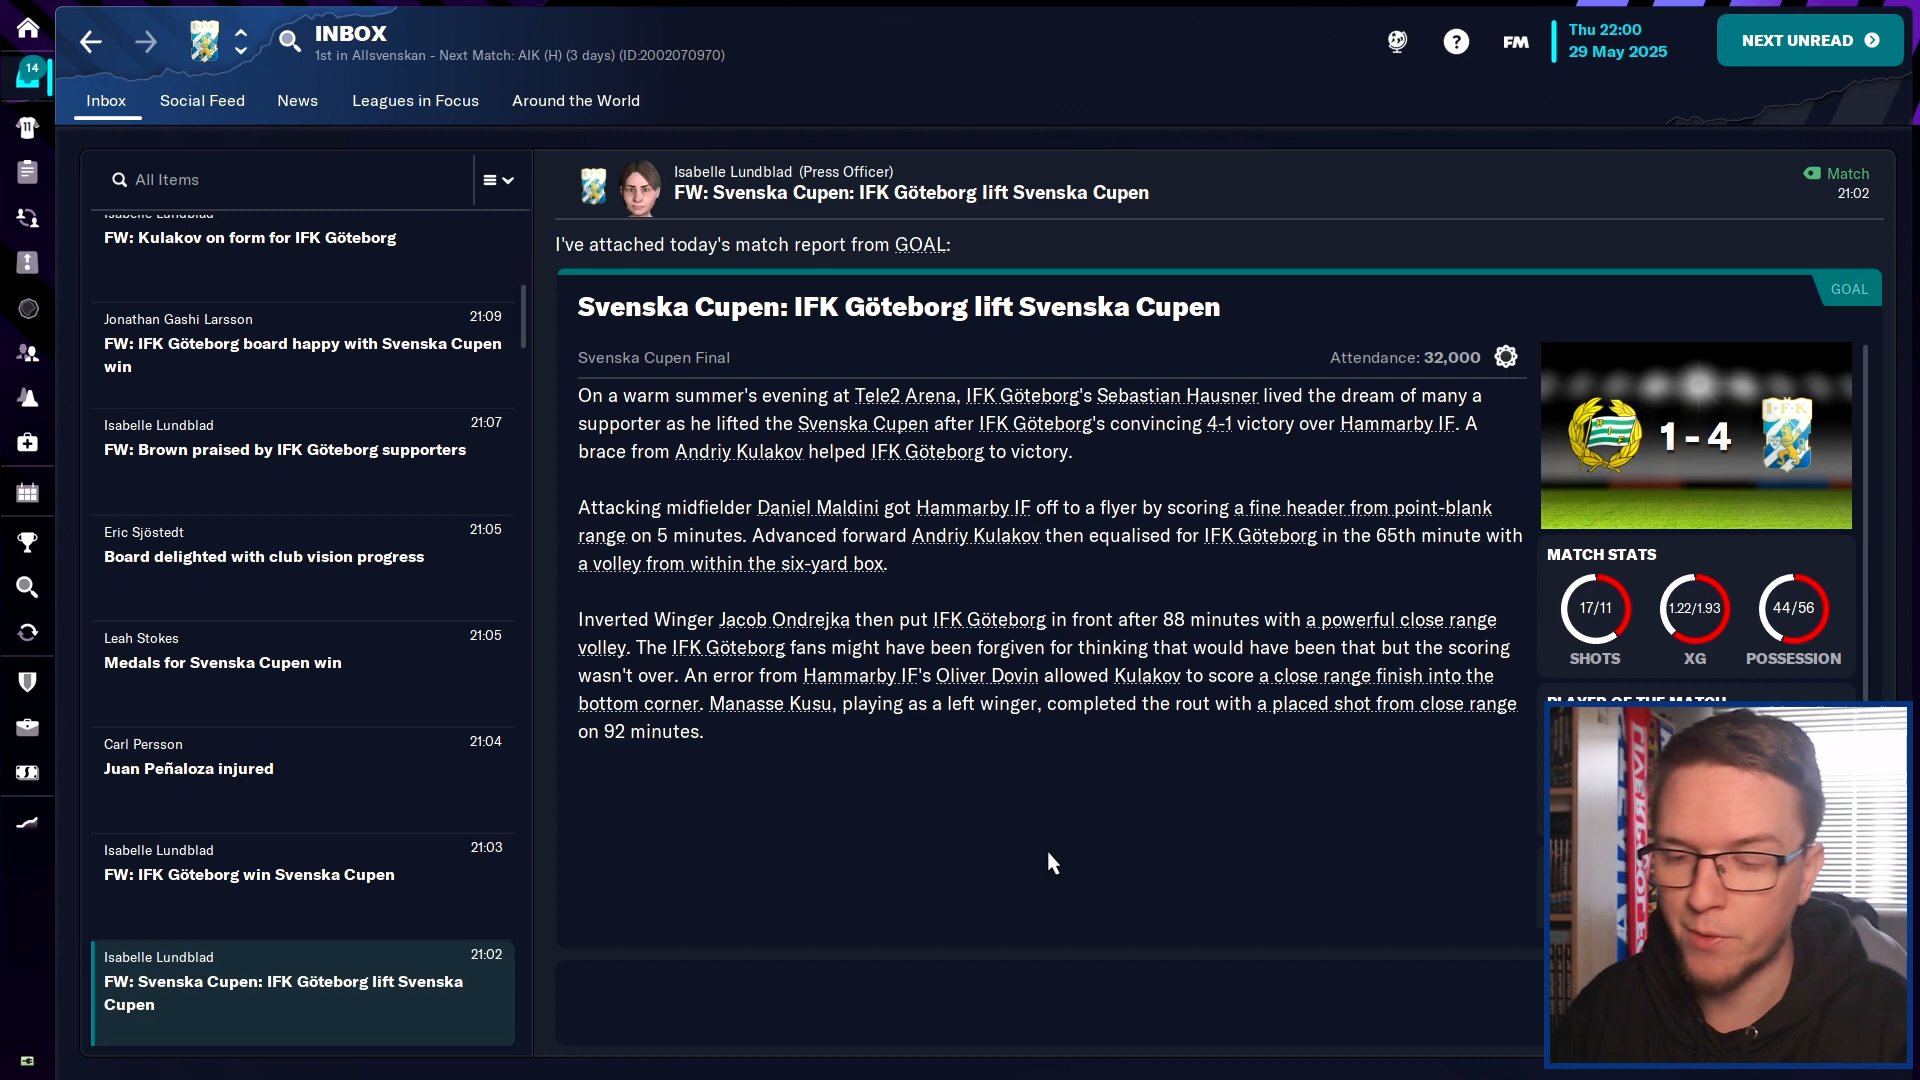 INBOX
1st in Allsvenskan - Next Match: AIK (H) (3 days) (ID:2002070970)
FM
Thu 22:00
29 May 2025
NEXT UNREAD
14
Inbox
Social Feed
News
Leagues in Focus
Around the World
All Items
Isabelle Lundblad
FW: Kulakov on form for IFK Göteborg
Jonathan Gashi Larsson
21:09
FW: IFK Göteborg board happy with Svenska Cupen
win
Isabelle Lundblad
21:07
FW: Brown praised by IFK Göteborg supporters
Eric Sjöstedt
21:05
Board delighted with club vision progress
Leah Stokes
21:05
Medals for Svenska Cupen win
Carl Persson
21:04
Juan Peñaloza injured
Isabelle Lundblad
21:03
FW: IFK Göteborg win Svenska Cupen
Isabelle Lundblad
21:02
FW: Svenska Cupen: IFK Göteborg lift Svenska
Cupen
Isabelle Lundblad (Press Officer)
FW: Svenska Cupen: IFK Göteborg lift Svenska Cupen
Match
21:02
I've attached today's match report from GOAL:
GOAL
Svenska Cupen: IFK Göteborg lift Svenska Cupen
Svenska Cupen Final
Attendance: 32,000
On a warm summer's evening at Tele2 Arena, IFK Göteborg's Sebastian Hausner lived the dream of many a
supporter as he lifted the Svenska Cupen after IFK Göteborg's convincing 4-1 victory over Hammarby IF. A
brace from Andriy Kulakov helped IFK Göteborg to victory.
Attacking midfielder Daniel Maldini got Hammarby IF off to a flyer by scoring a fine header from point-blank
range on 5 minutes. Advanced forward Andriy Kulakov then equalised for IFK Göteborg in the 65th minute with
a volley from within the six-yard box.
Inverted Winger Jacob Ondrejka then put IFK Göteborg in front after 88 minutes with a powerful close range
volley. The IFK Göteborg fans might have been forgiven for thinking that would have been that but the scoring
wasn't over. An error from Hammarby IF's Oliver Dovin allowed Kulakov to score a close range finish into the
bottom corner. Manasse Kusu, playing as a left winger, completed the rout with a placed shot from close range
on 92 minutes.
1 - 4
MATCH STATS
17/11
1.22/1.93
44/56
SHOTS
XG
POSSESSION
PLAYER OF THE MATCH